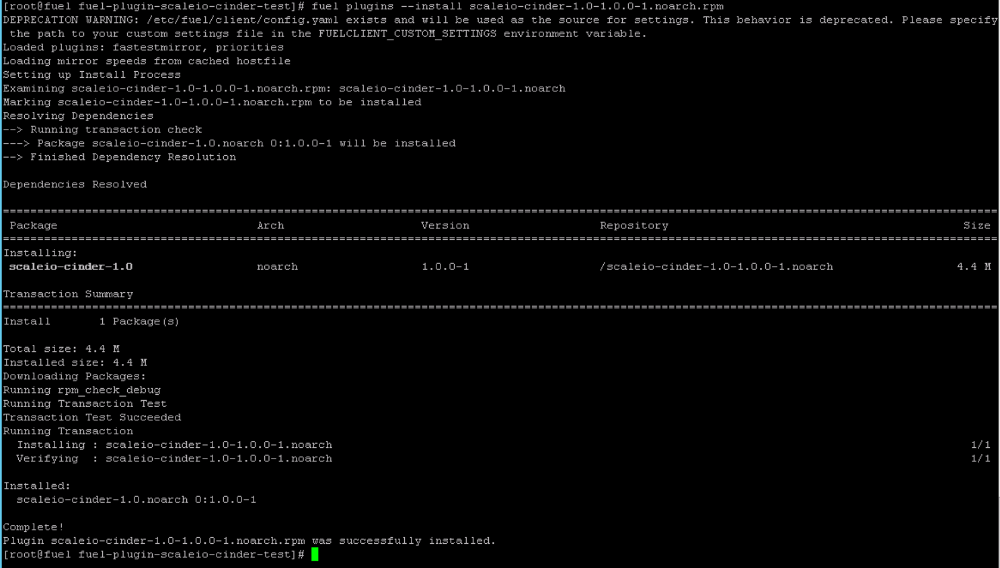 [root@fuel fuel-plugin-scaleio-cinder-test]# fuel plugins --install scaleio-cinder-1.0-1.0.0-1.noarch.rpm
DEPRECATION WARNING: /etc/fuel/client/config.yaml exists and will be used as the source for settings. This behavior is deprecated. Please specify
 the path to your custom settings file in the FUELCLIENT_CUSTOM_SETTINGS environment variable.
Loaded plugins: fastestmirror, priorities
Loading mirror speeds from cached hostfile
Setting up Install Process
Examining scaleio-cinder-1.0-1.0.0-1.noarch.rpm: scaleio-cinder-1.0-1.0.0-1.noarch
Marking scaleio-cinder-1.0-1.0.0-1.noarch.rpm to be installed
Resolving Dependencies
--> Running transaction check
---> Package scaleio-cinder-1.0.noarch 0:1.0.0-1 will be installed
--> Finished Dependency Resolution

Dependencies Resolved

=================================================================================================================================================
 Package                             Arch                    Version                   Repository                                           Size
=================================================================================================================================================
Installing:
 scaleio-cinder-1.0                  noarch                  1.0.0-1                   /scaleio-cinder-1.0-1.0.0-1.noarch                  4.4 M

Transaction Summary
=================================================================================================================================================
Install       1 Package(s)

Total size: 4.4 M
Installed size: 4.4 M
Downloading Packages:
Running rpm_check_debug
Running Transaction Test
Transaction Test Succeeded
Running Transaction
  Installing : scaleio-cinder-1.0-1.0.0-1.noarch                                                                                             1/1
  Verifying  : scaleio-cinder-1.0-1.0.0-1.noarch                                                                                             1/1

Installed:
  scaleio-cinder-1.0.noarch 0:1.0.0-1

Complete!
Plugin scaleio-cinder-1.0-1.0.0-1.noarch.rpm was successfully installed.
[root@fuel fuel-plugin-scaleio-cinder-test]#